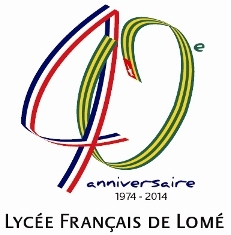 40e
anniversaire
1974 - 2014
LYCÉE FRANÇAIS DE LOMÉ